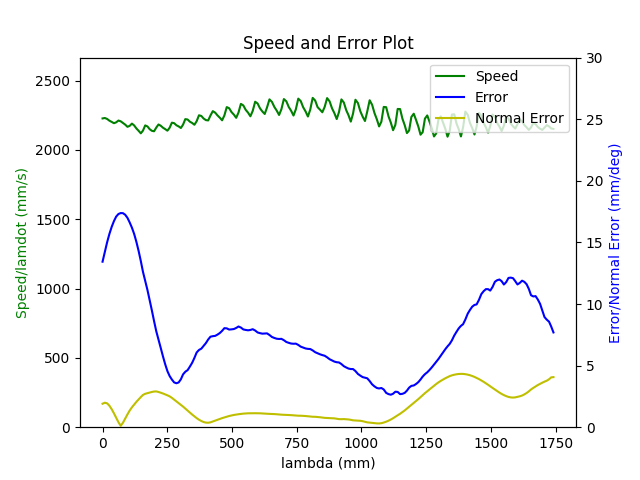 Speed and Error Plot
Speed
Error
Normal Error
Speed/lamdot (mm/s)
2500
2000
1500
1000
500
0
30
25
20
15
10
5
0
Error/Normal Error (mm/deg)
0 250 500 750 1000 1250 1500 1750
lambda (mm)